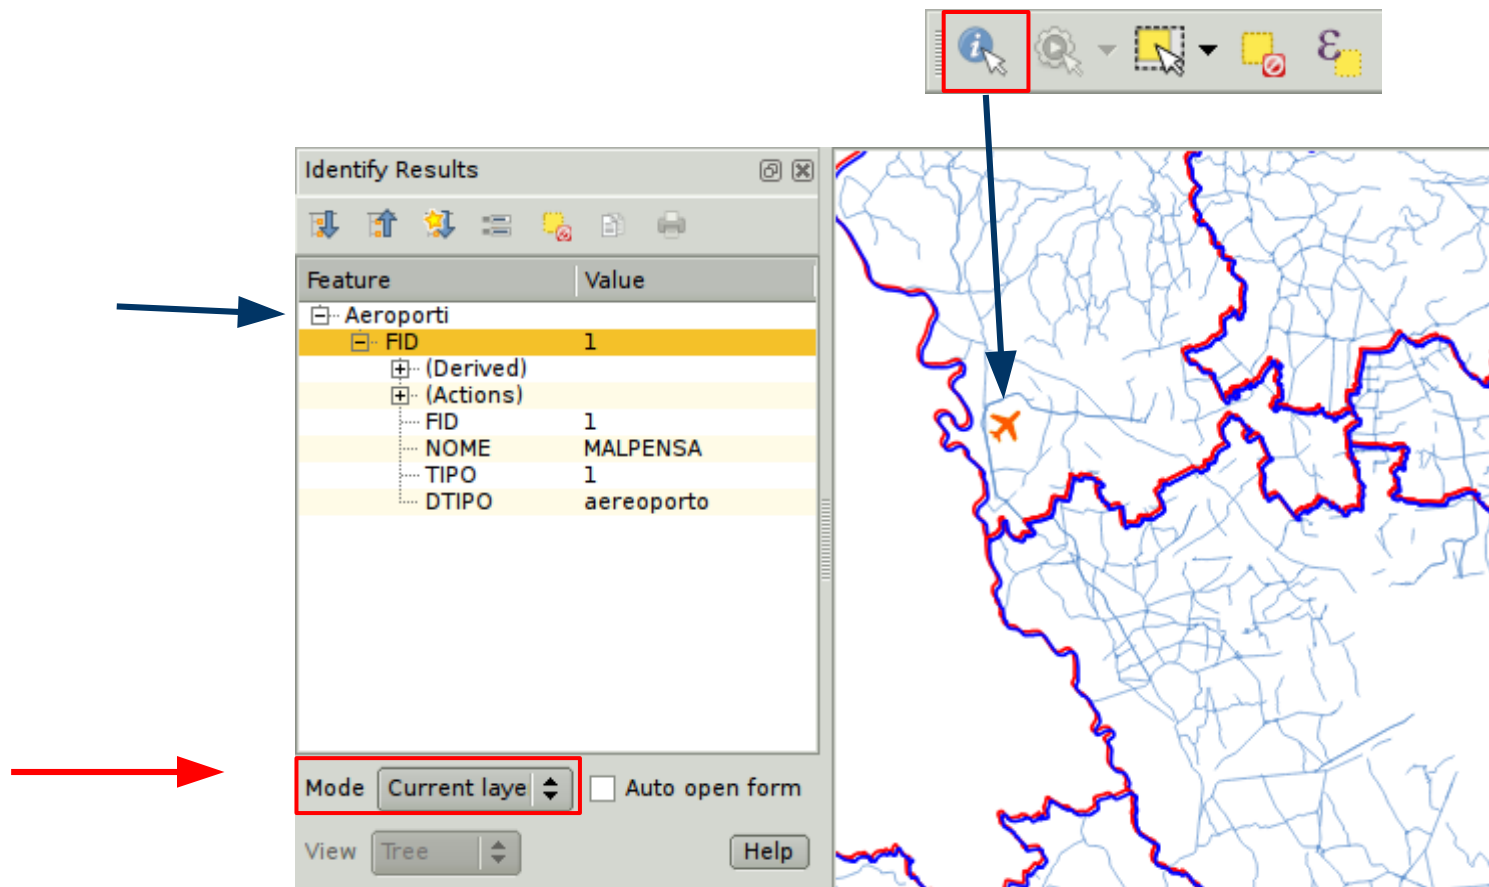 Identify Results
Feature Value
Aeroporti
FID 1
(Derived)
(Actions)
FID 1
NOME MALPENSA
TIPO 1
DTIPO aereoporto
Mode Current laye Auto open form
View Tree Help